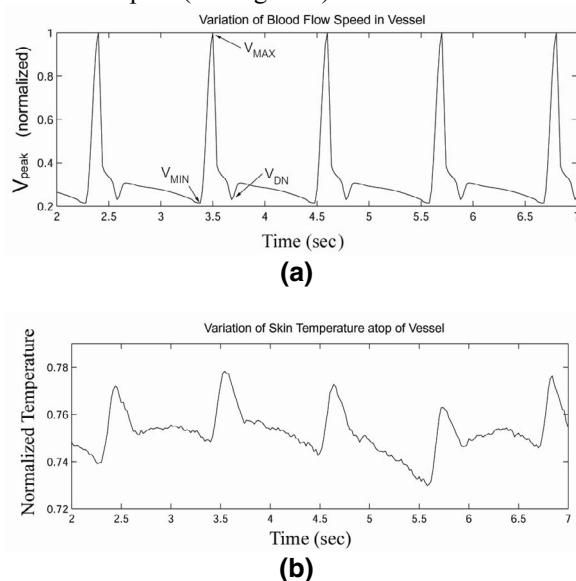 Variation of Blood Flow Speed in Vessel
1
0.8
0.6
0.4
0.2
V_peak (normalized)
V_MAX
V_MIN
V_DN
2 2.5 3 3.5 4 4.5 5 5.5 6 6.5 7
Time (sec)
(a)
Variation of Skin Temperature atop of Vessel
0.78
0.76
0.74
0.72
Normalized Temperature
2 2.5 3 3.5 4 4.5 5 5.5 6 6.5 7
Time (sec)
(b)